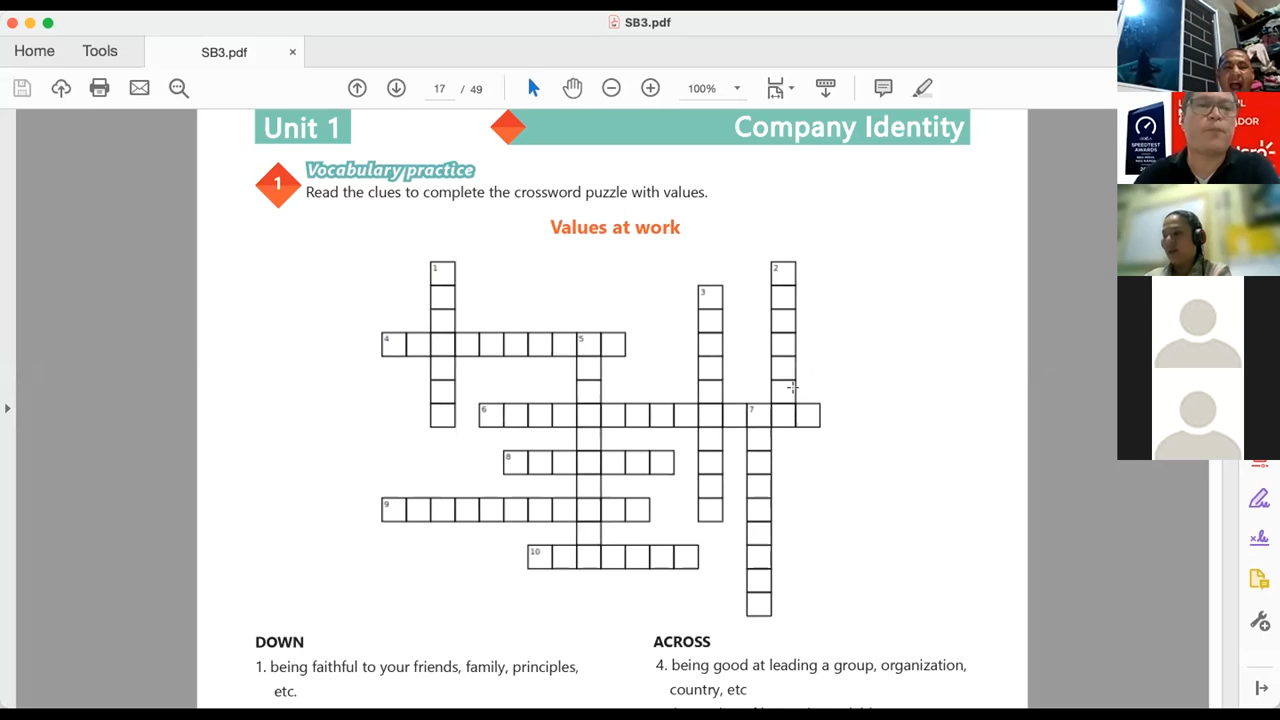 SB3.pdf
Home
Tools
SB3.pdf ×
17 / 49
100%
Unit 1
Company Identity
1
Vocabulary practice
Read the clues to complete the crossword puzzle with values.
Values at work
1
2
3
4
5
6
7
8
9
10
DOWN
1. being faithful to your friends, family, principles,
etc.
ACROSS
4. being good at leading a group, organization,
country, etc
SPEEDTEST
AWARDS